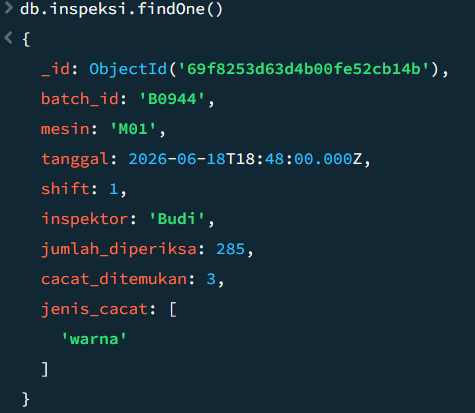 > db.inspeksi.findOne()
< {
_id: ObjectId('69f8253d63d4b00fe52cb14b'),
batch_id: 'B0944',
mesin: 'M01',
tanggal: 2026-06-18T18:48:00.000Z,
shift: 1,
inspektor: 'Budi',
jumlah_diperiksa: 285,
cacat_ditemukan: 3,
jenis_cacat: [
'warna'
]
}